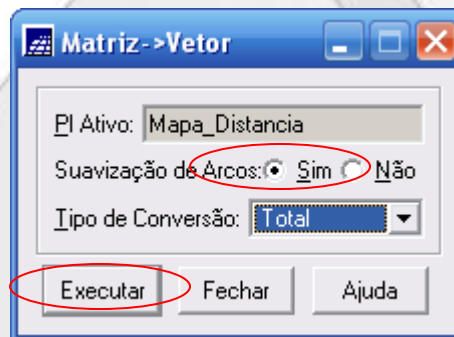 Matriz->Vetor
PI Ativo: Mapa_Distancia
Suavização de Arcos: Sim Não
Tipo de Conversão: Total
Executar Fechar Ajuda